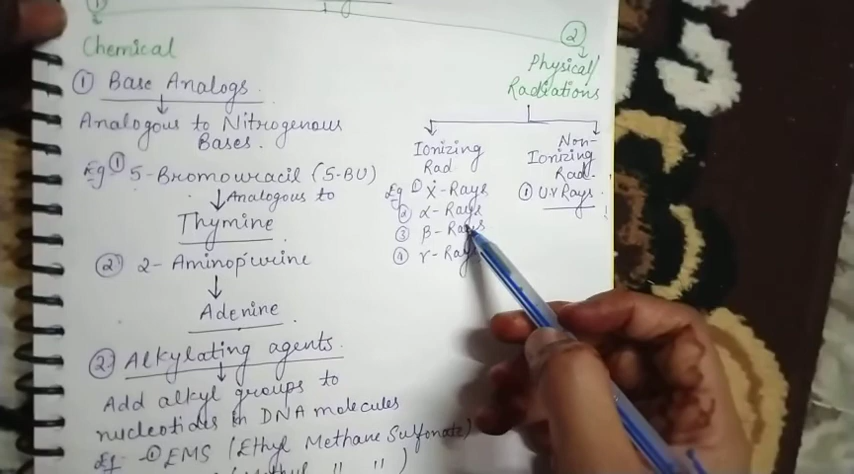 ①
Chemical
① Base Analogs.
↓
Analogous to Nitrogenous
Bases.
Eg ① 5-Bromouracil (5-BU)
↓ Analogous to
Thymine
② 2-Aminopurine
↓
Adenine
② Alkylating agents.
↓
Add alkyl groups to
nucleotides in DNA molecules
Eg - ① EMS (Ethyl Methane Sulfonate)
" " )
②
↓
Physical/
Radiations
Ionizing
Rad
Eg ① X-Rays
② α-Rays
③ β-Rays
④ γ-Ray
Non-
Ionizing
Rad-
① U.V Rays.